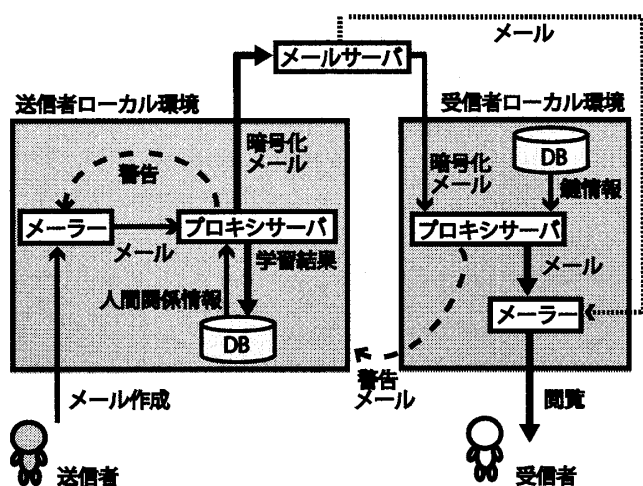 メール
メールサーバ
送信者ローカル環境
受信者ローカル環境
暗号化
メール
警告
メーラー
メール
プロキシサーバ
学習結果
人間関係情報
DB
メール作成
送信者
DB
暗号化
メール
鍵情報
プロキシサーバ
メール
メーラー
警告
メール
閲覧
受信者